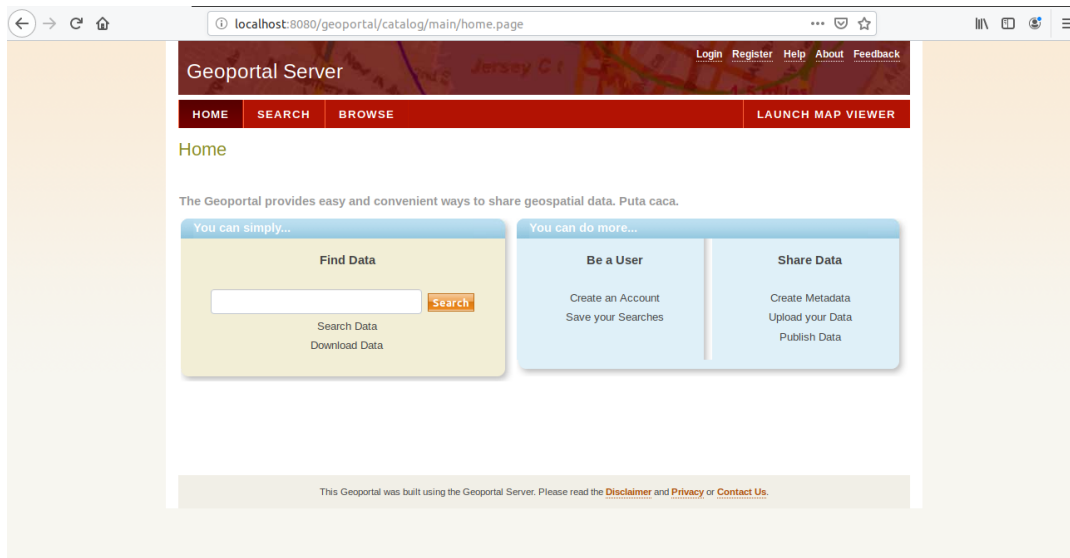 localhost:8080/geoportal/catalog/main/home.page
Geoportal Server
Login Register Help About Feedback
HOME SEARCH BROWSE LAUNCH MAP VIEWER
Home
The Geoportal provides easy and convenient ways to share geospatial data. Puta caca.
You can simply...
Find Data
Search
Search Data
Download Data
You can do more...
Be a User
Create an Account
Save your Searches
Share Data
Create Metadata
Upload your Data
Publish Data
This Geoportal was built using the Geoportal Server. Please read the Disclaimer and Privacy or Contact Us.